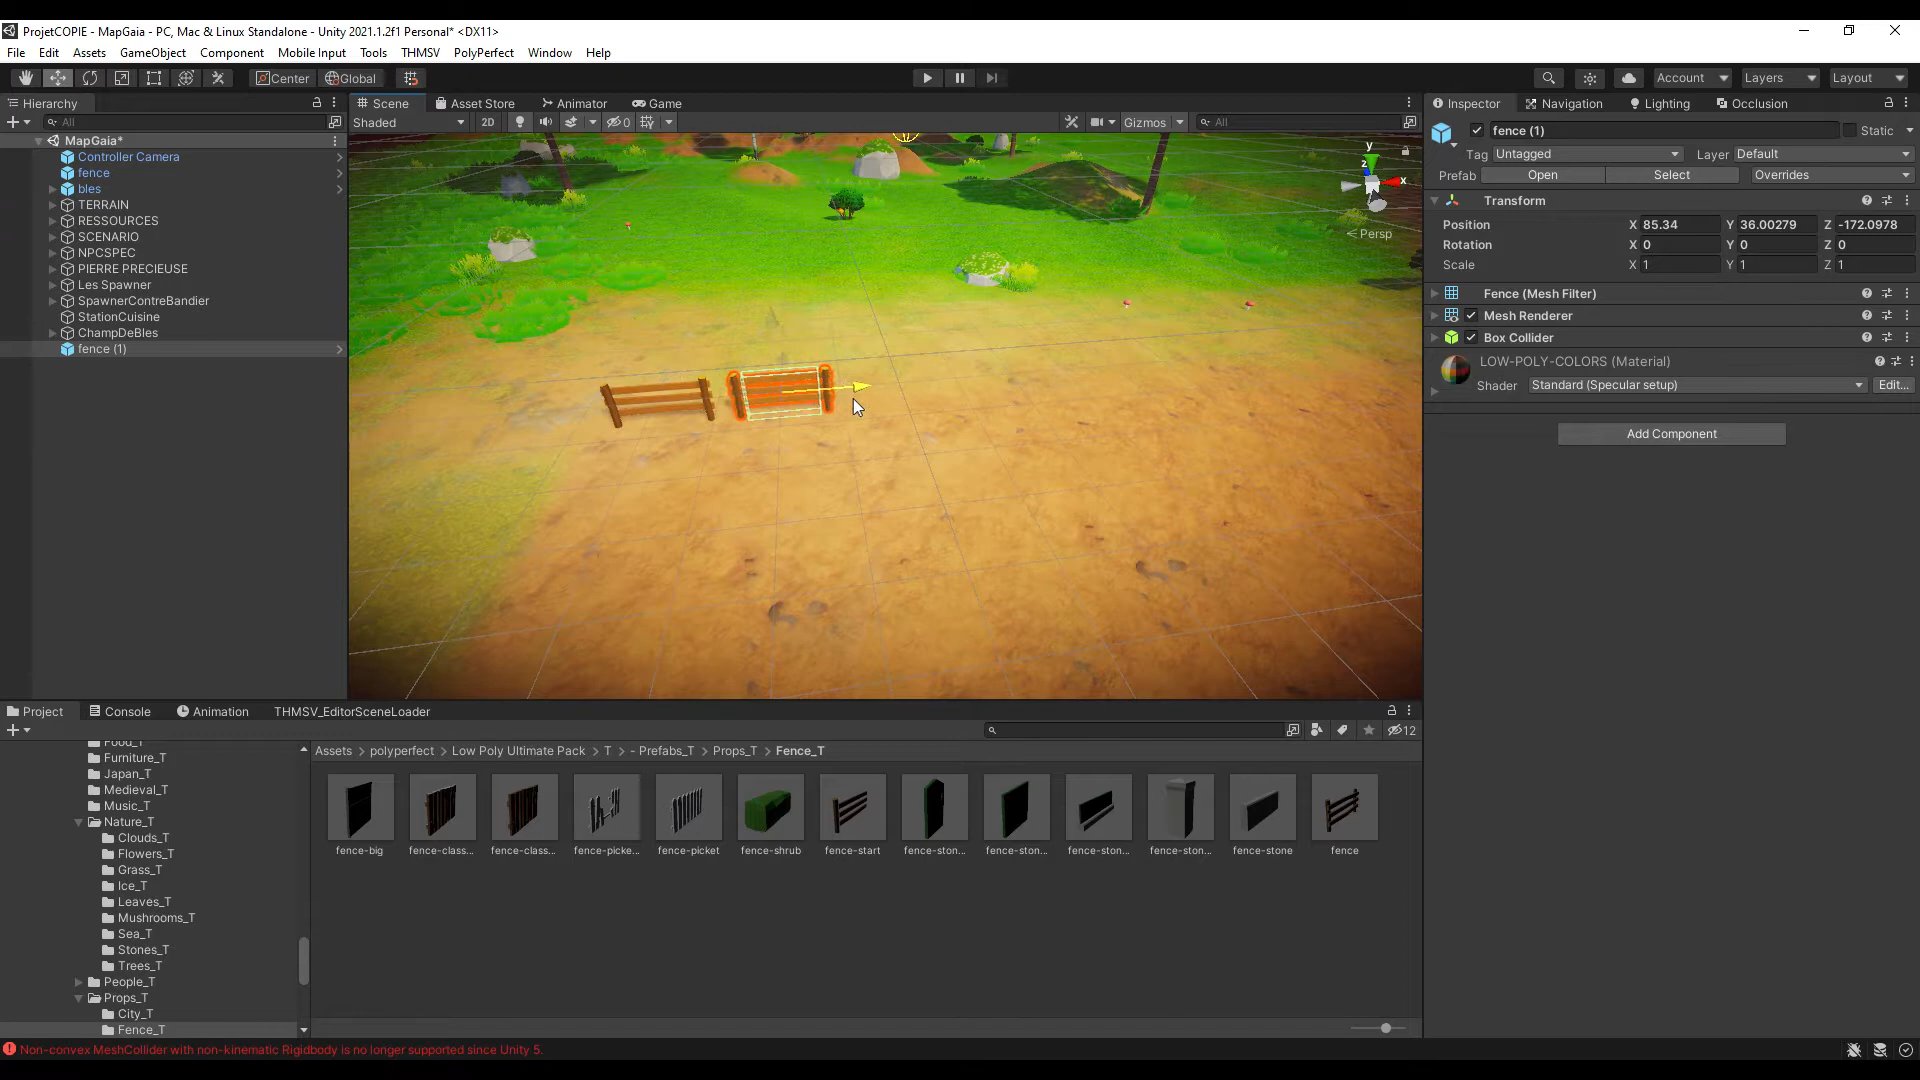 ProjetCOPIE - MapGaia - PC, Mac & Linux Standalone - Unity 2021.1.2f1 Personal* <DX11>
File Edit Assets GameObject Component Mobile Input Tools THMSV PolyPerfect Window Help
Center Global Account Layers Layout
Hierarchy
All
MapGaia*
Controller Camera
fence
bles
TERRAIN
RESSOURCES
SCENARIO
NPCSPEC
PIERRE PRECIEUSE
Les Spawner
SpawnerContreBandier
StationCuisine
ChampDeBles
fence (1)
Scene Asset Store Animator Game
Shaded 2D 0 Gizmos All
y
z
x
< Persp
Inspector Navigation Lighting Occlusion
fence (1) Static
Tag Untagged Layer Default
Prefab Open Select Overrides
Transform
Position X 85.34 Y 36.00279 Z -172.0978
Rotation X 0 Y 0 Z 0
Scale X 1 Y 1 Z 1
Fence (Mesh Filter)
Mesh Renderer
Box Collider
LOW-POLY-COLORS (Material)
Shader Standard (Specular setup) Edit...
Add Component
Project Console Animation THMSV_EditorSceneLoader
12
Food_T
Furniture_T
Japan_T
Medieval_T
Music_T
Nature_T
Clouds_T
Flowers_T
Grass_T
Ice_T
Leaves_T
Mushrooms_T
Sea_T
Stones_T
Trees_T
People_T
Props_T
City_T
Fence_T
Assets > polyperfect > Low Poly Ultimate Pack > T > - Prefabs_T > Props_T > Fence_T
fence-big fence-class... fence-class... fence-picke... fence-picket fence-shrub fence-start fence-ston... fence-ston... fence-ston... fence-ston... fence-stone fence
Non-convex MeshCollider with non-kinematic Rigidbody is no longer supported since Unity 5.